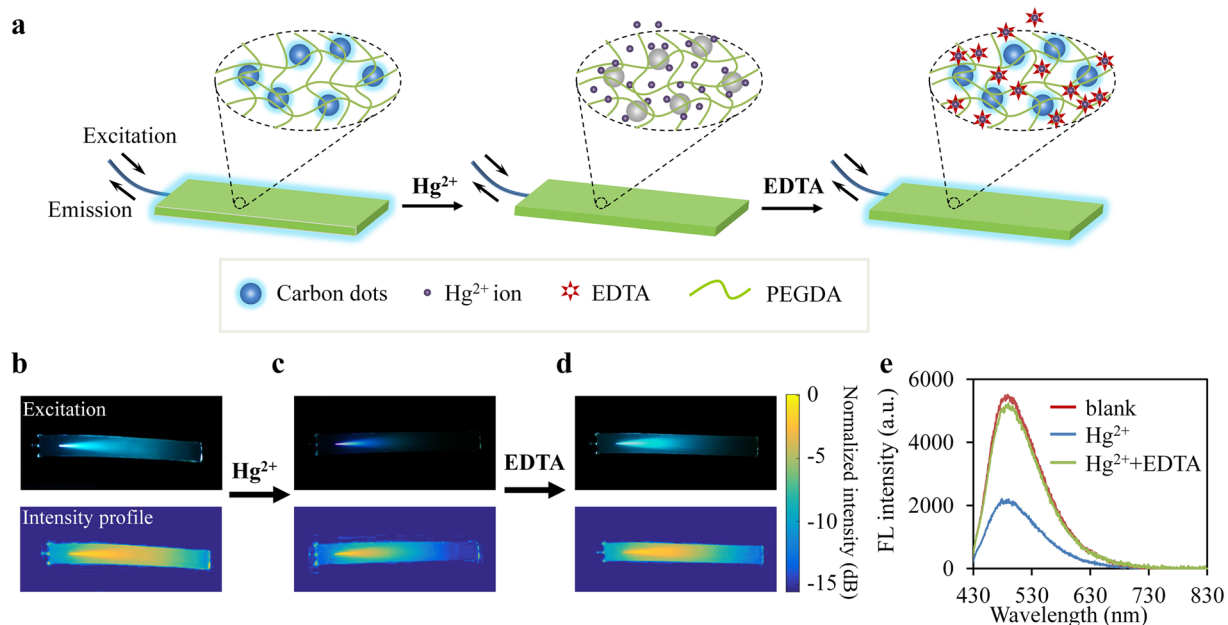 a
Excitation
Emission
Hg²⁺
EDTA
Carbon dots
Hg²⁺ ion
EDTA
PEGDA
b
c
d
e
Excitation
Intensity profile
Hg²⁺
EDTA
0
-5
-10
-15
Normalized intensity (dB)
FL intensity (a.u.)
6000
4000
2000
0
blank
Hg²⁺
Hg²⁺+EDTA
430
530
630
730
830
Wavelength (nm)